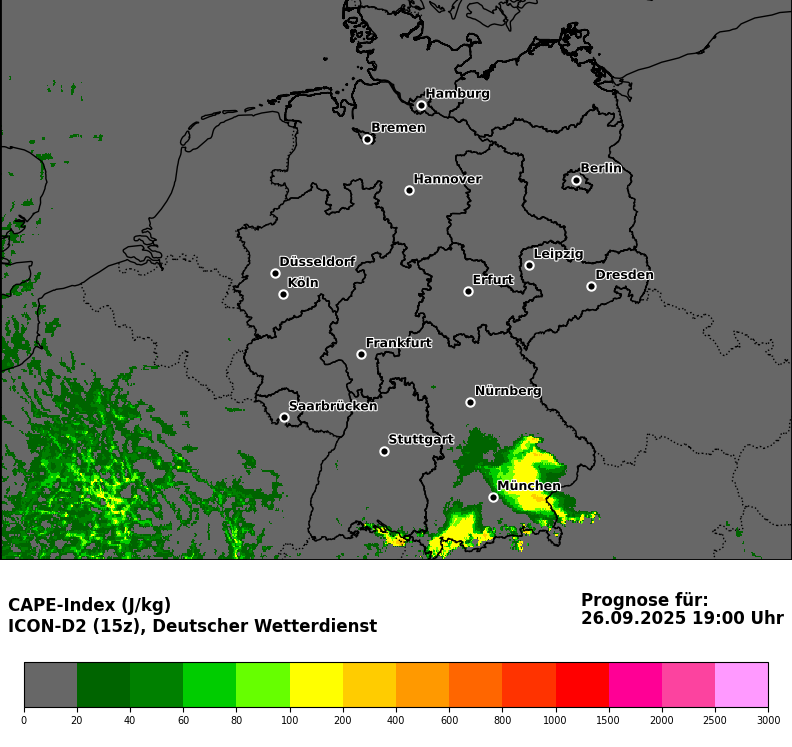 Hamburg
Bremen
Berlin
Hannover
Leipzig
Düsseldorf
Dresden
Erfurt
Köln
Frankfurt
Nürnberg
Saarbrücken
Stuttgart
München
CAPE-Index (J/kg)
ICON-D2 (15z), Deutscher Wetterdienst
Prognose für:
26.09.2025 19:00 Uhr
0 20 40 60 80 100 200 400 600 800 1000 1500 2000 2500 3000